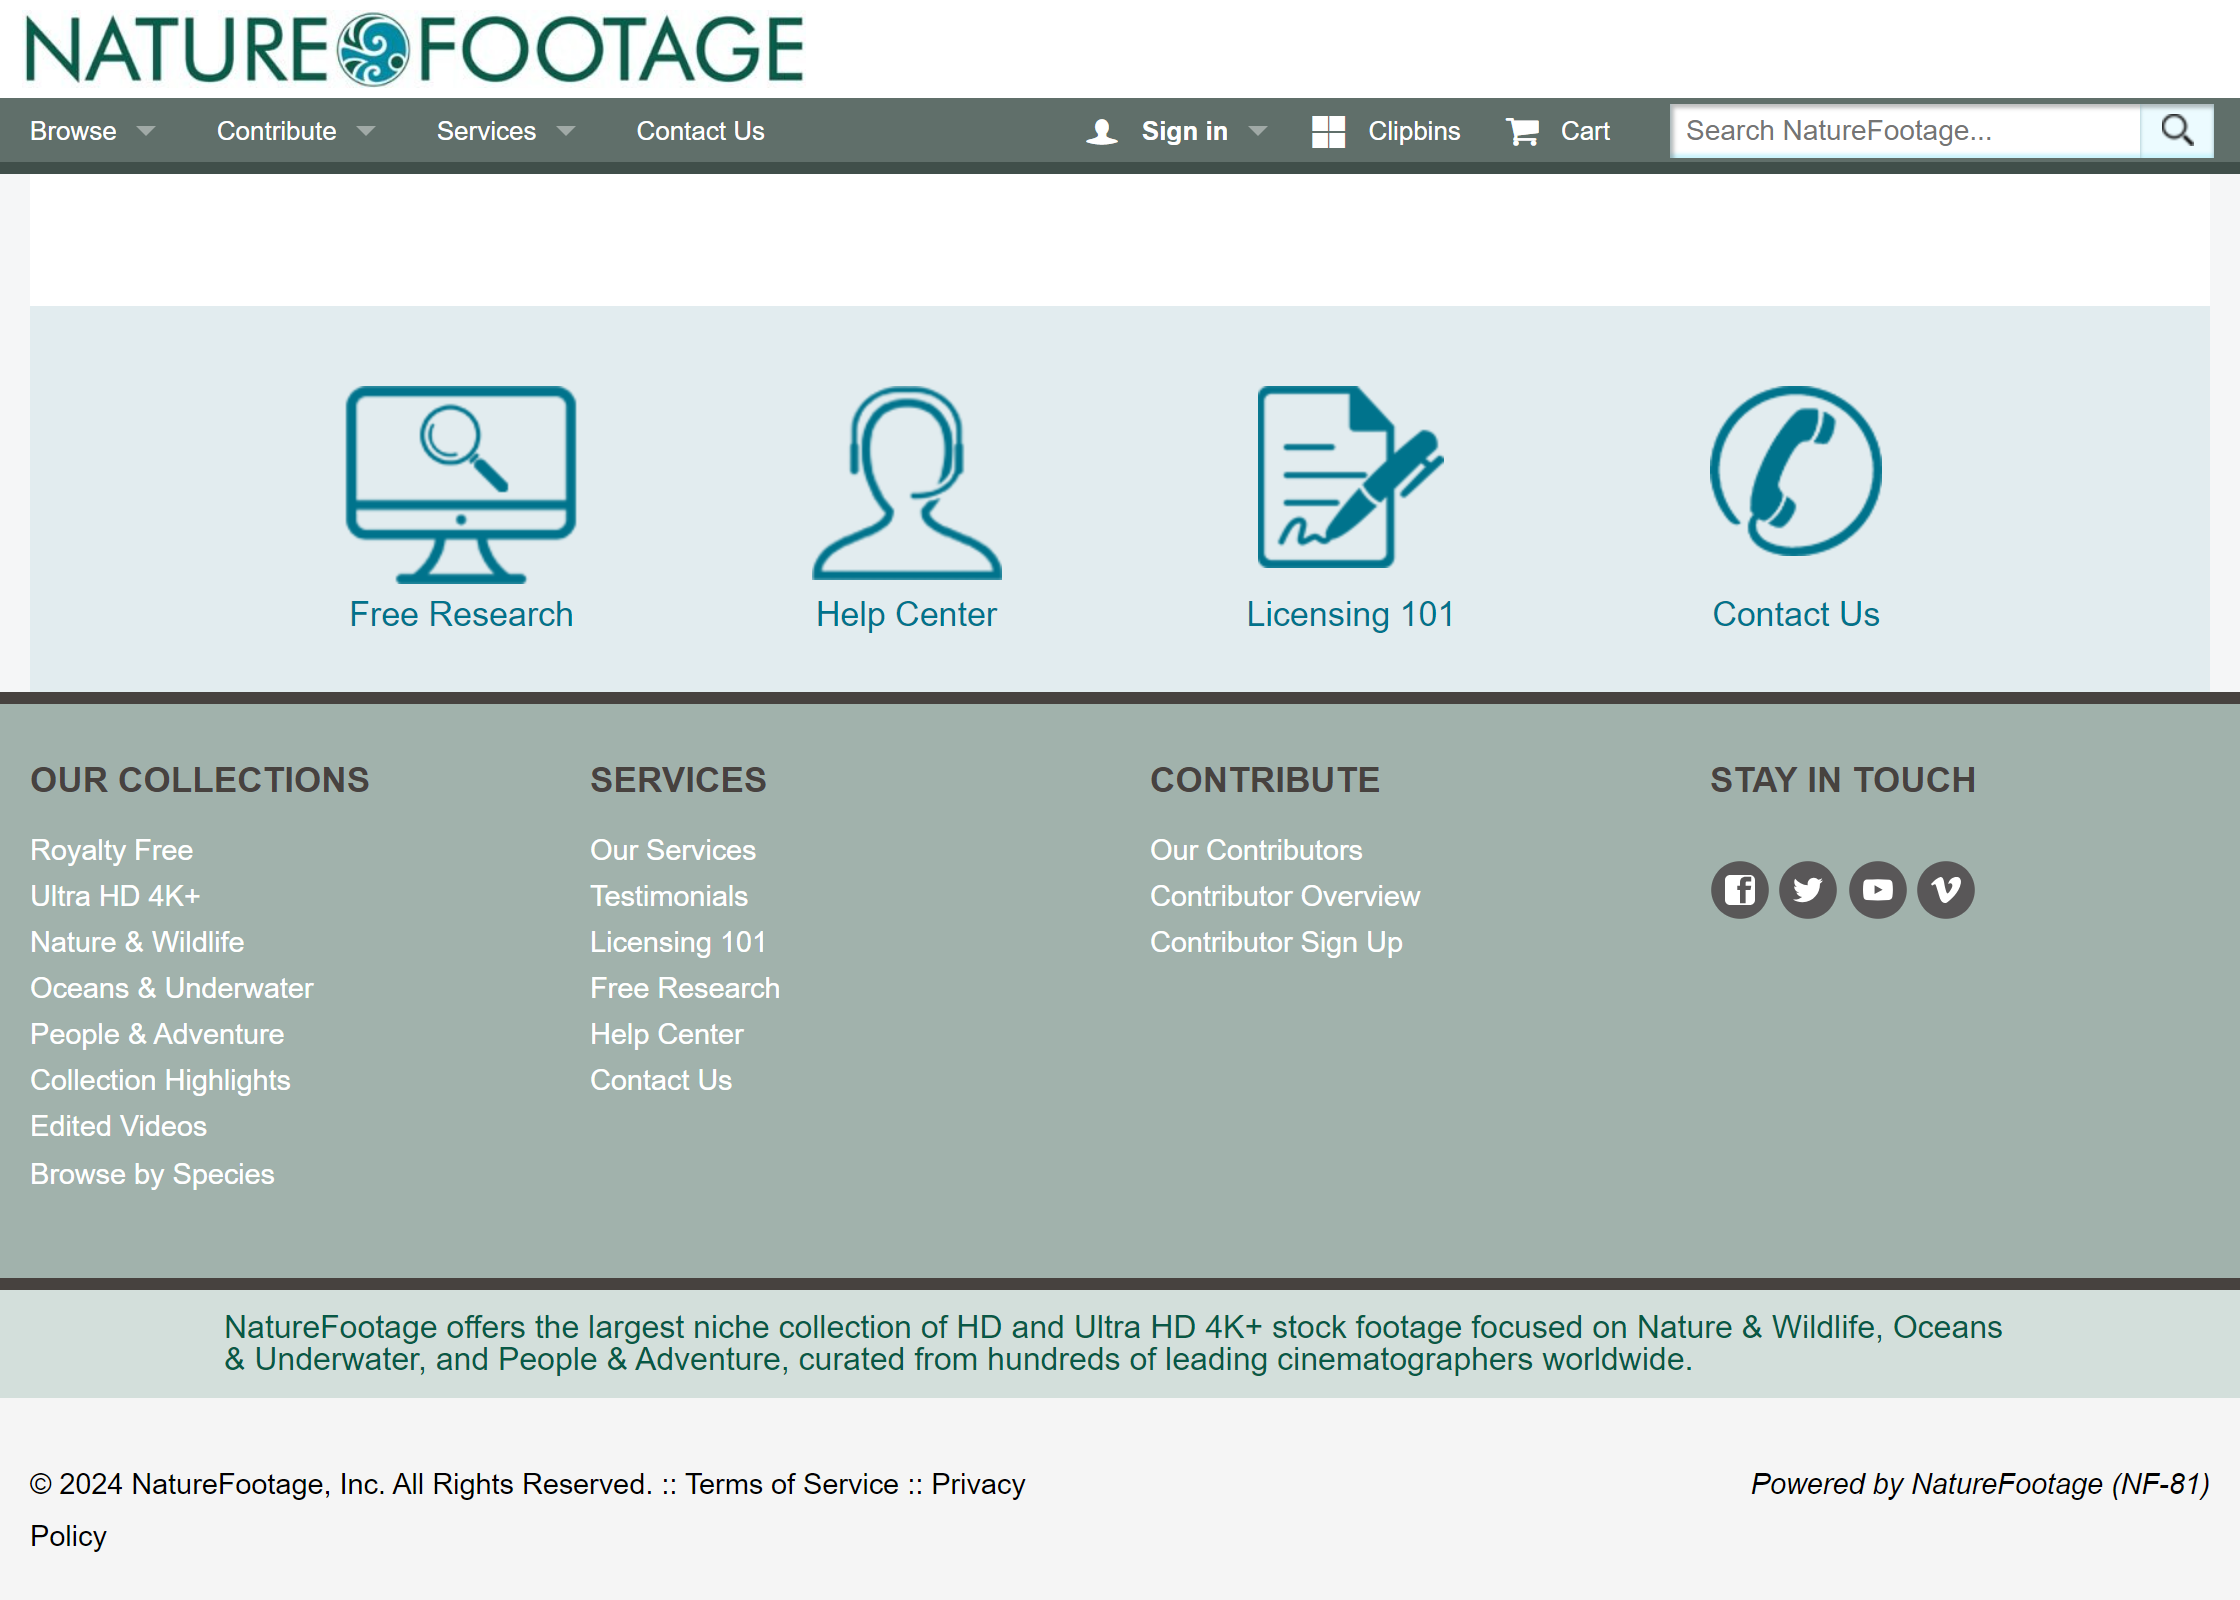 NATURE FOOTAGE
Browse Contribute Services Contact Us Sign in Clipbins Cart Search NatureFootage...
Free Research Help Center Licensing 101 Contact Us
OUR COLLECTIONS
Royalty Free
Ultra HD 4K+
Nature & Wildlife
Oceans & Underwater
People & Adventure
Collection Highlights
Edited Videos
Browse by Species
SERVICES
Our Services
Testimonials
Licensing 101
Free Research
Help Center
Contact Us
CONTRIBUTE
Our Contributors
Contributor Overview
Contributor Sign Up
STAY IN TOUCH
NatureFootage offers the largest niche collection of HD and Ultra HD 4K+ stock footage focused on Nature & Wildlife, Oceans
& Underwater, and People & Adventure, curated from hundreds of leading cinematographers worldwide.
© 2024 NatureFootage, Inc. All Rights Reserved. :: Terms of Service :: Privacy
Policy
Powered by NatureFootage (NF-81)